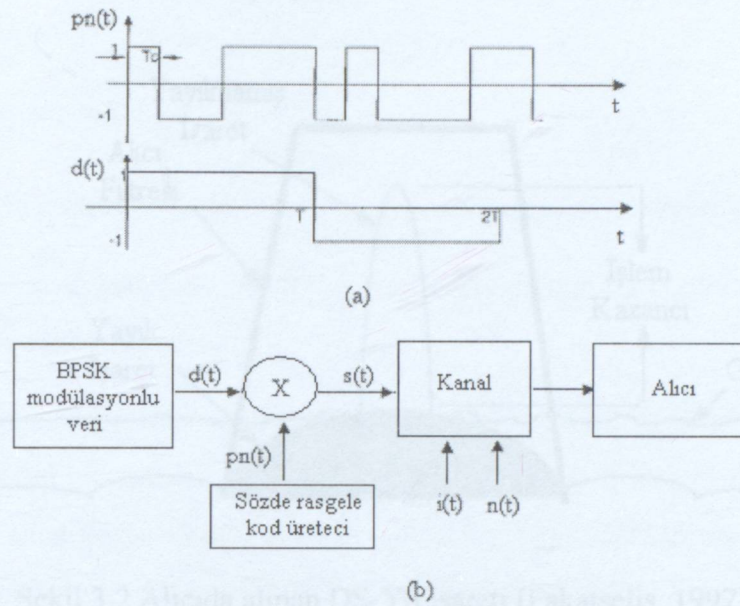 pn(t)
1
Tc
-1
t
d(t)
1
T
2T
-1
t
(a)
BPSK
modülasyonlu
veri
d(t)
X
s(t)
Kanal
Alıcı
pn(t)
Sözde rasgele
kod üreteci
i(t)
n(t)
(b)